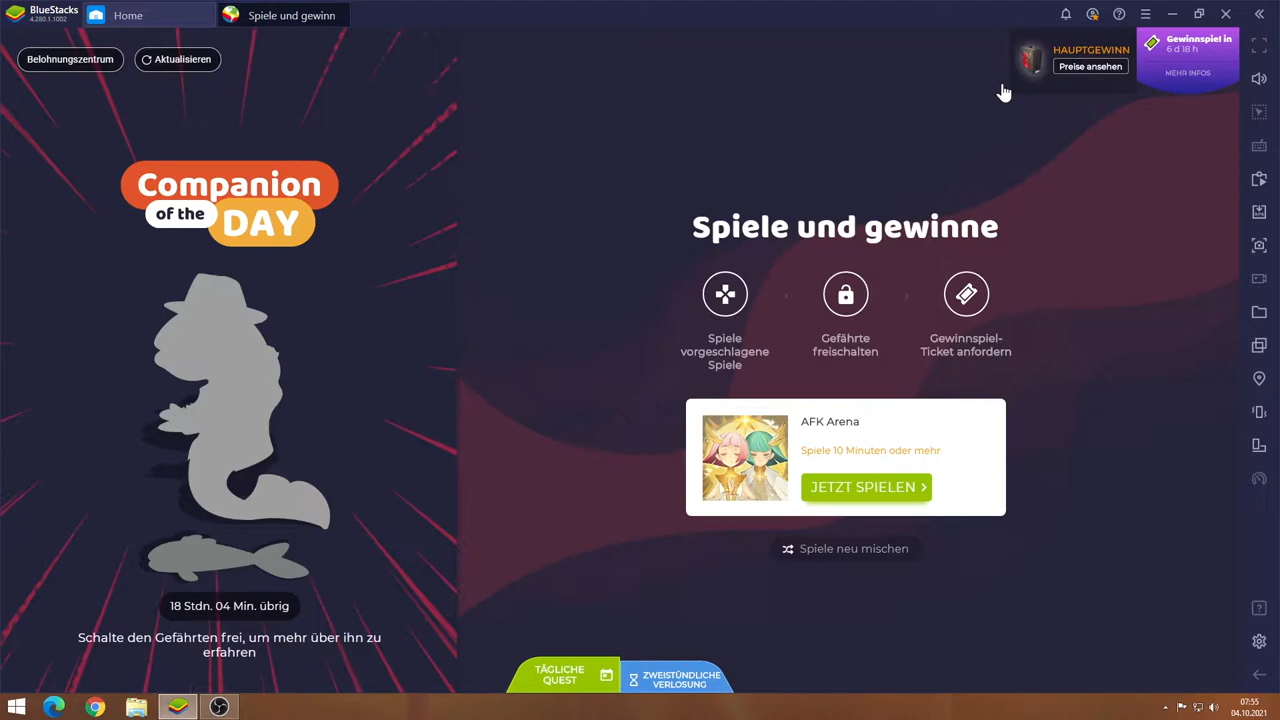 BlueStacks
4.280.1.1002
Home
Spiele und gewinn
Belohnungszentrum
Aktualisieren
HAUPTGEWINN
Preise ansehen
Gewinnspiel in
6 d 18 h
MEHR INFOS
Companion
of the
DAY
18 Stdn. 04 Min. übrig
Schalte den Gefährten frei, um mehr über ihn zu
erfahren
Spiele und gewinne
Spiele
vorgeschlagene
Spiele
Gefährte
freischalten
Gewinnspiel-
Ticket anfordern
AFK Arena
Spiele 10 Minuten oder mehr
JETZT SPIELEN
Spiele neu mischen
TÄGLICHE
QUEST
ZWEISTÜNDLICHE
VERLOSUNG
07:55
04.10.2021